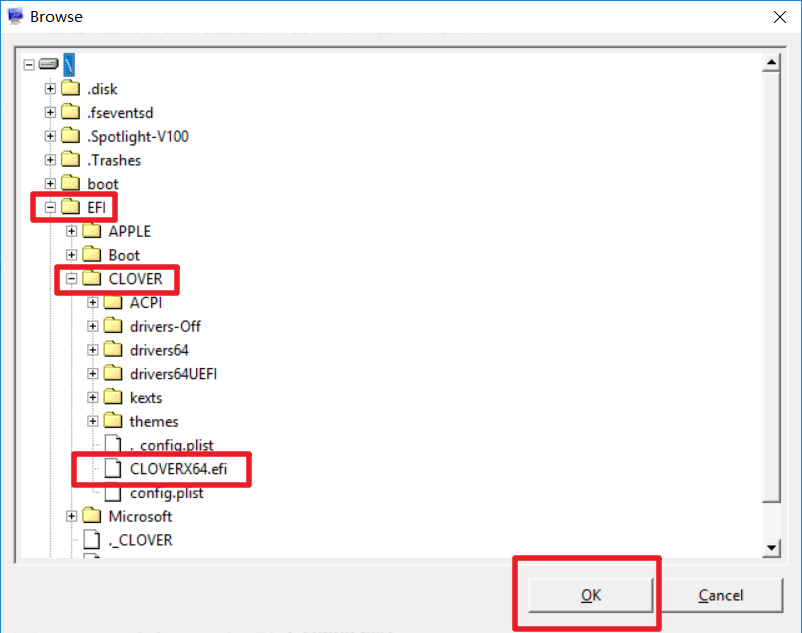 Browse
\
.disk
.fseventsd
.Spotlight-V100
.Trashes
boot
EFI
APPLE
Boot
CLOVER
ACPI
drivers-Off
drivers64
drivers64UEFI
kexts
themes
._config.plist
CLOVERX64.efi
config.plist
Microsoft
._CLOVER
OK
Cancel